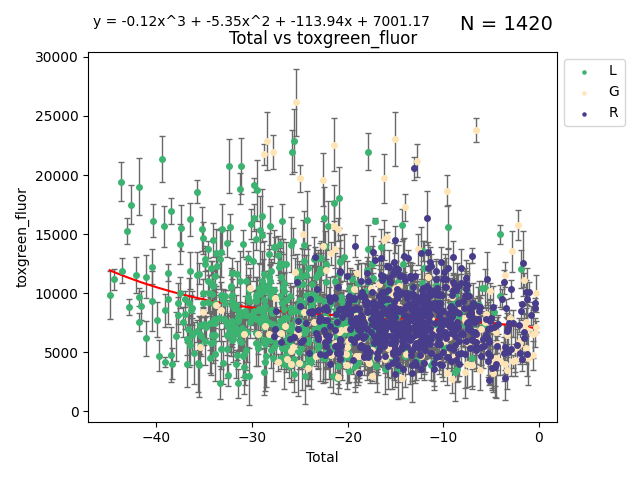 y = -0.12x^3 + -5.35x^2 + -113.94x + 7001.17
N = 1420
Total vs toxgreen_fluor
30000
25000
20000
15000
10000
5000
0
toxgreen_fluor
−40
−30
−20
−10
0
Total
L
G
R